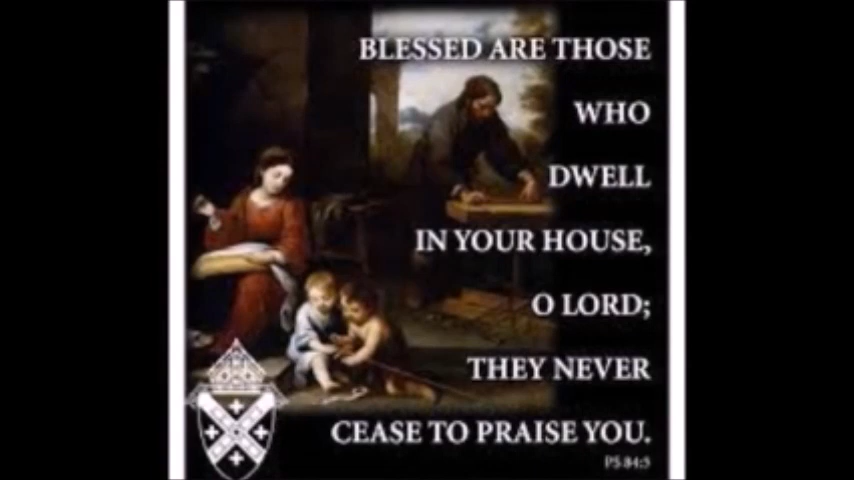 BLESSED ARE THOSE
WHO
DWELL
IN YOUR HOUSE,
O LORD;
THEY NEVER
CEASE TO PRAISE YOU.
PS 84:5